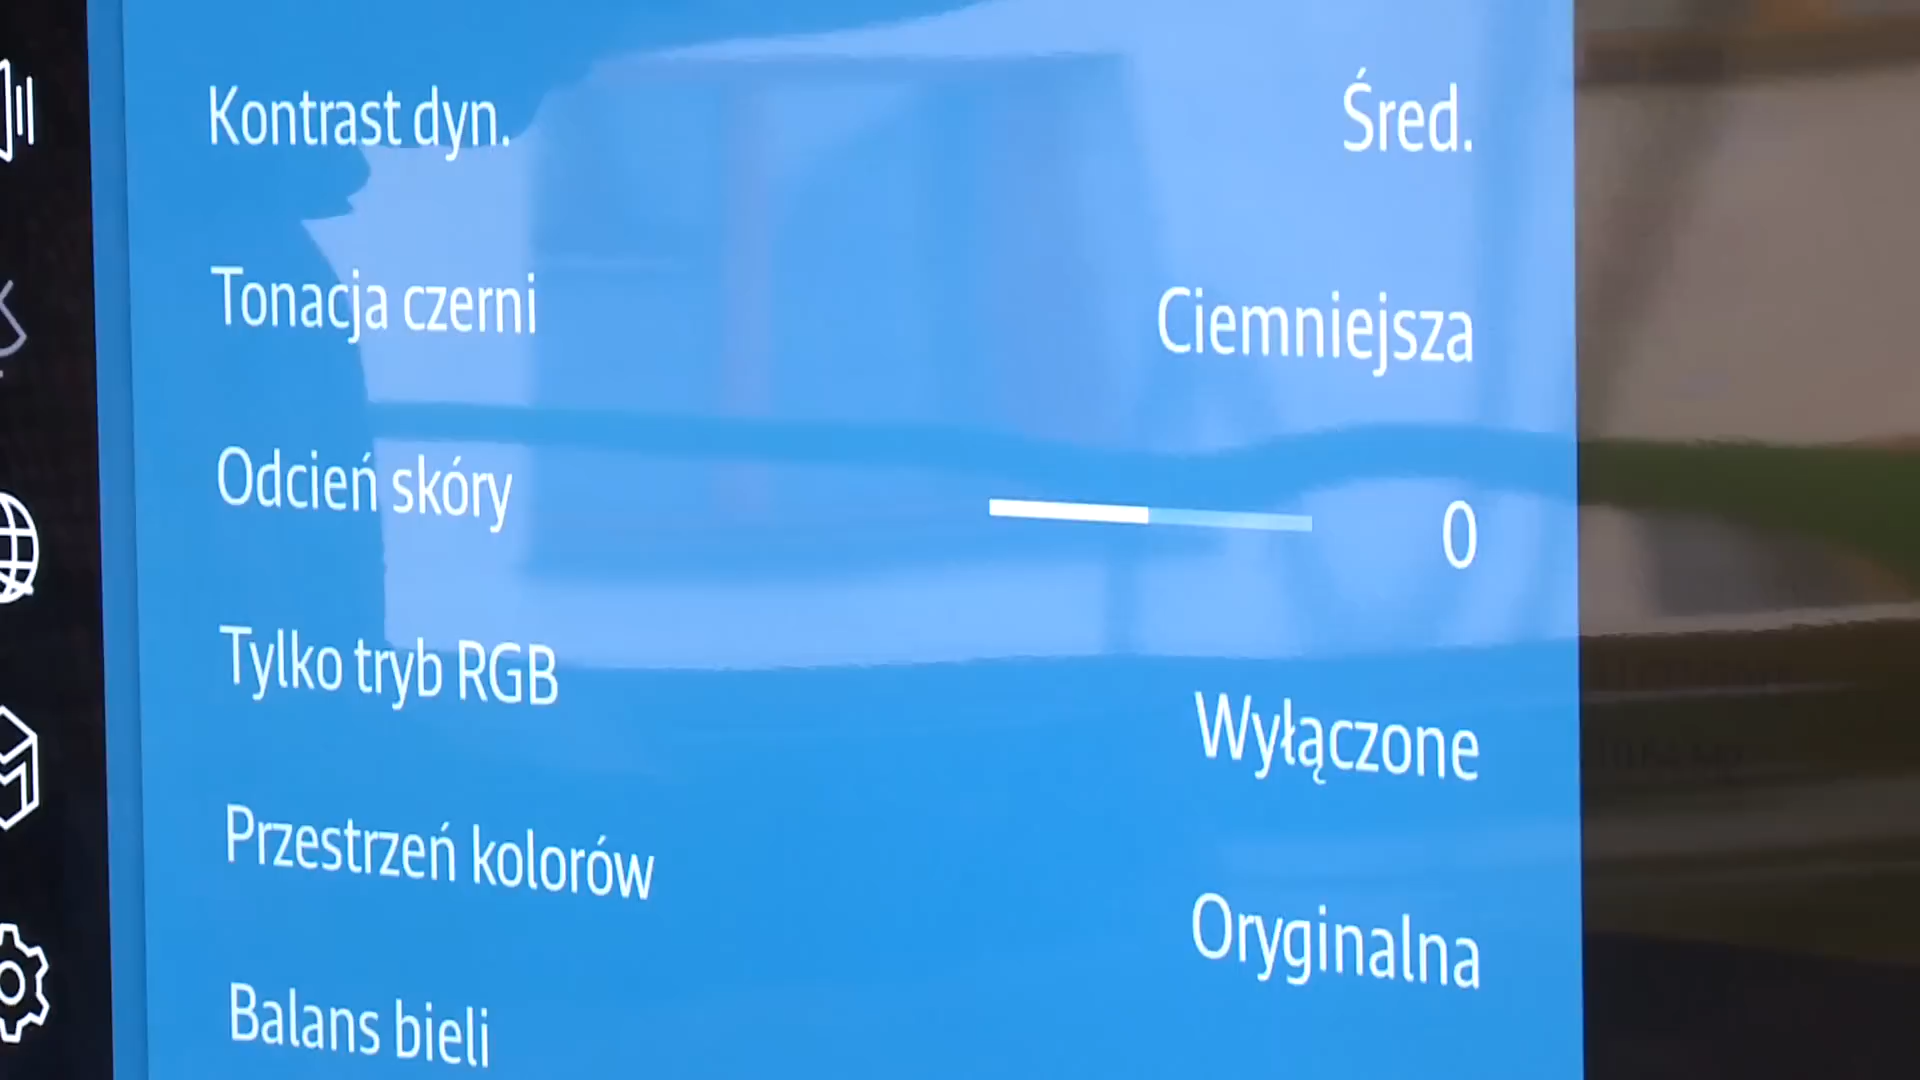 Kontrast dyn. Śred.
Tonacja czerni Ciemniejsza
Odcień skóry 0
Tylko tryb RGB Wyłączone
Przestrzeń kolorów Oryginalna
Balans bieli